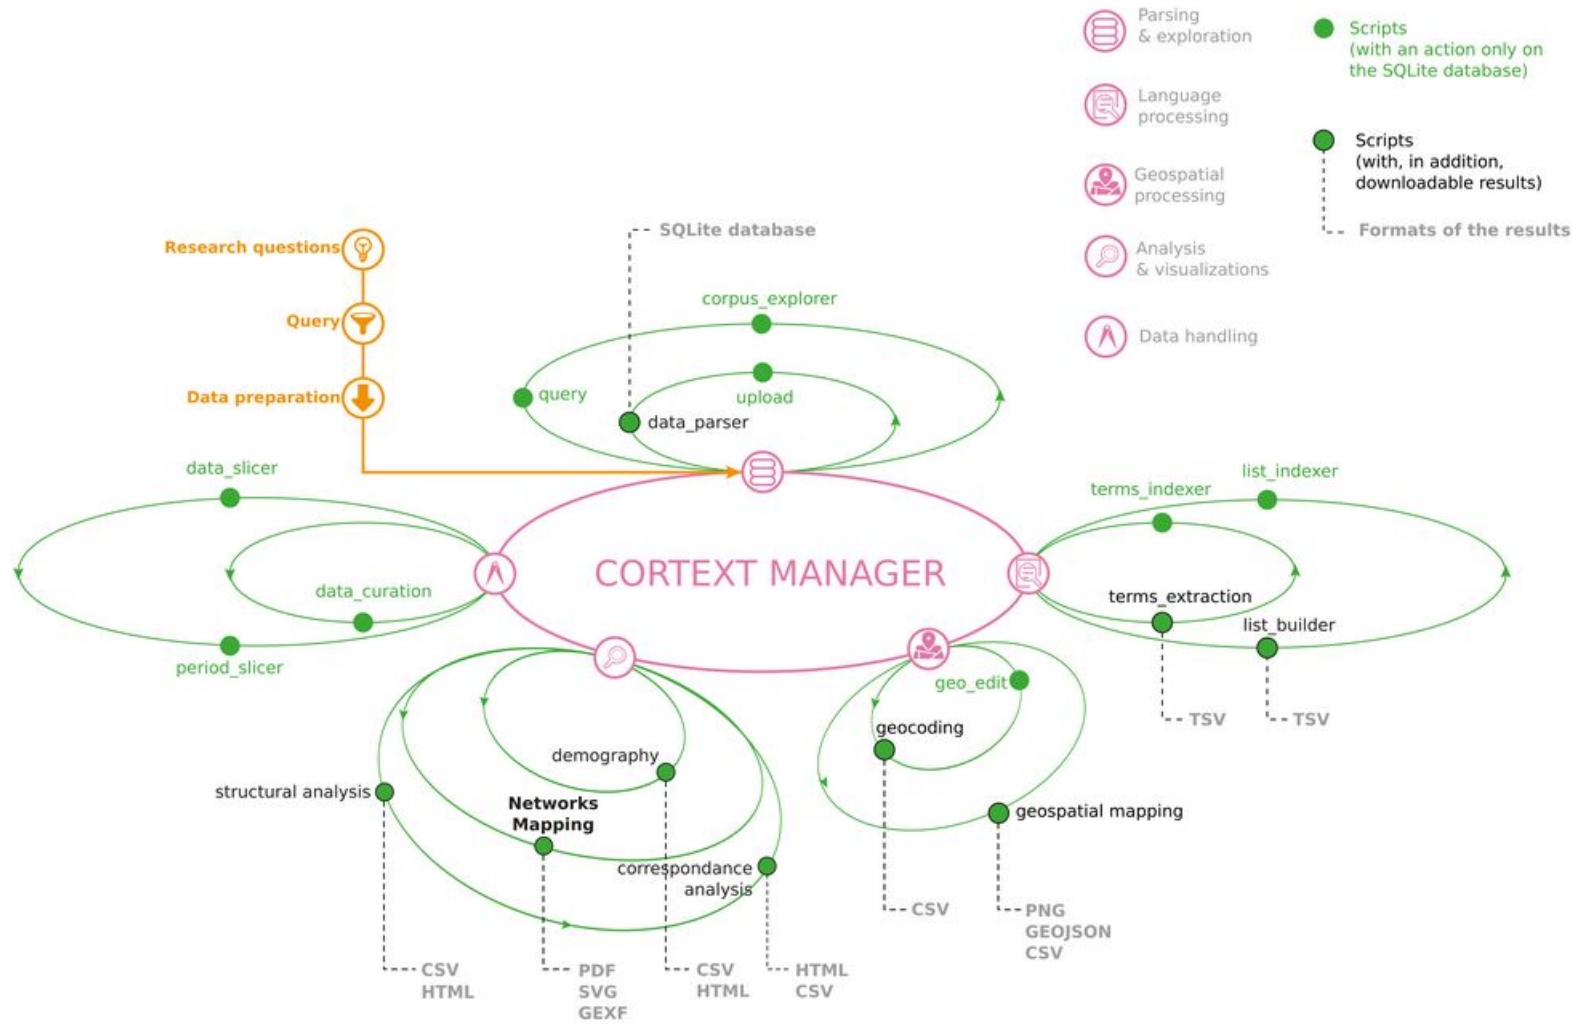 Parsing
& exploration
Language
processing
Geospatial
processing
Analysis
& visualizations
Data handling
Scripts
(with an action only on
the SQLite database)
Scripts
(with, in addition,
downloadable results)
Formats of the results
Research questions
Query
Data preparation
SQLite database
corpus_explorer
query
upload
data_parser
data_slicer
data_curation
period_slicer
CORTEXT MANAGER
list_indexer
terms_indexer
terms_extraction
list_builder
TSV
TSV
geo_edit
geocoding
geospatial mapping
CSV
PNG
GEOJSON
CSV
demography
structural analysis
Networks
Mapping
correspondance
analysis
CSV
HTML
PDF
SVG
GEXF
CSV
HTML
HTML
CSV